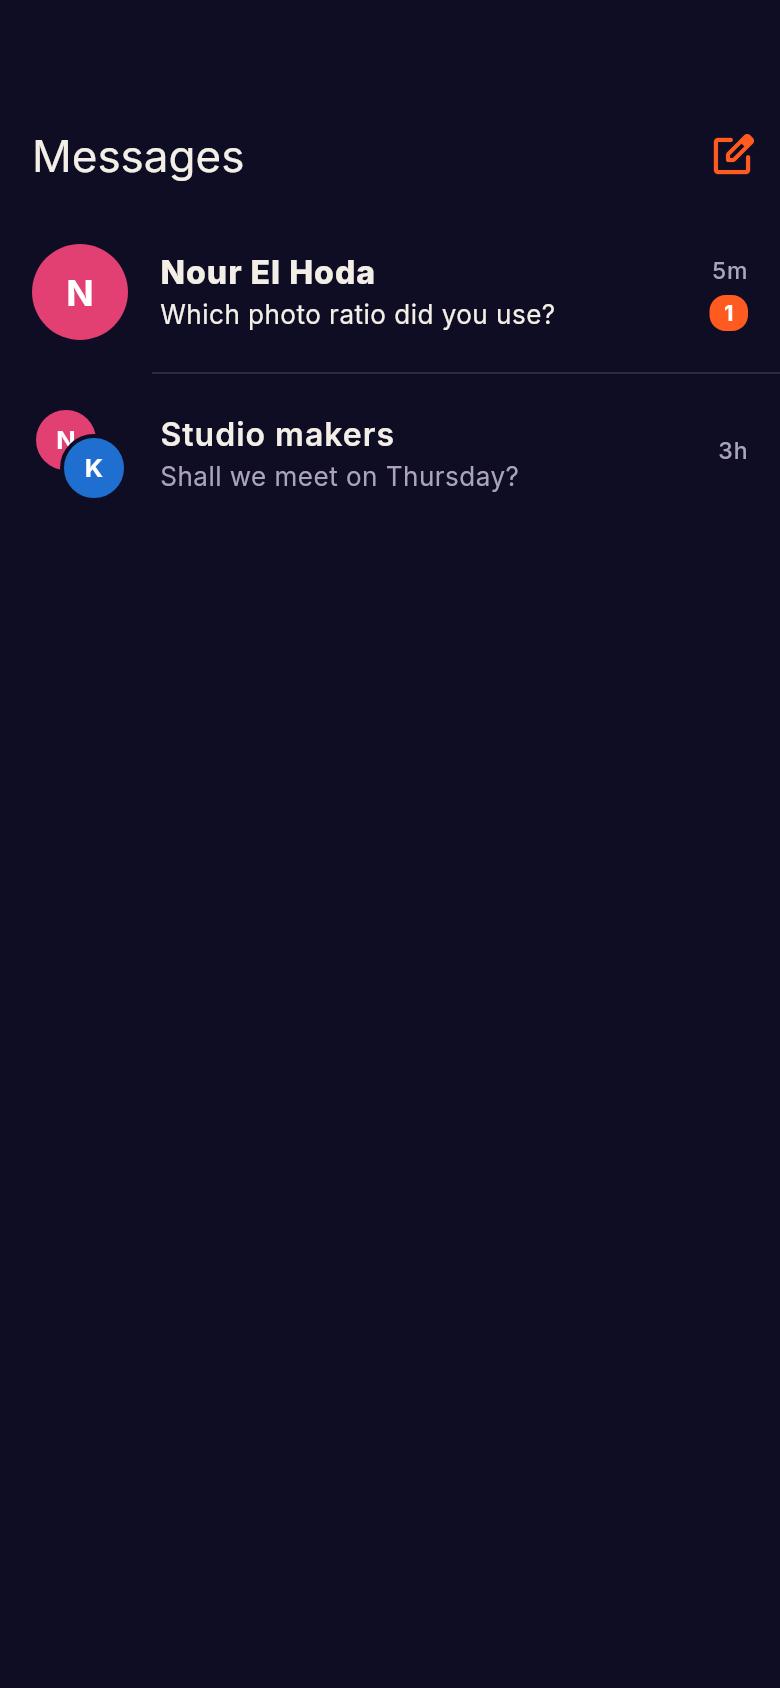 Messages
N
Nour El Hoda
5m
Which photo ratio did you use?
1
N
K
Studio makers
3h
Shall we meet on Thursday?